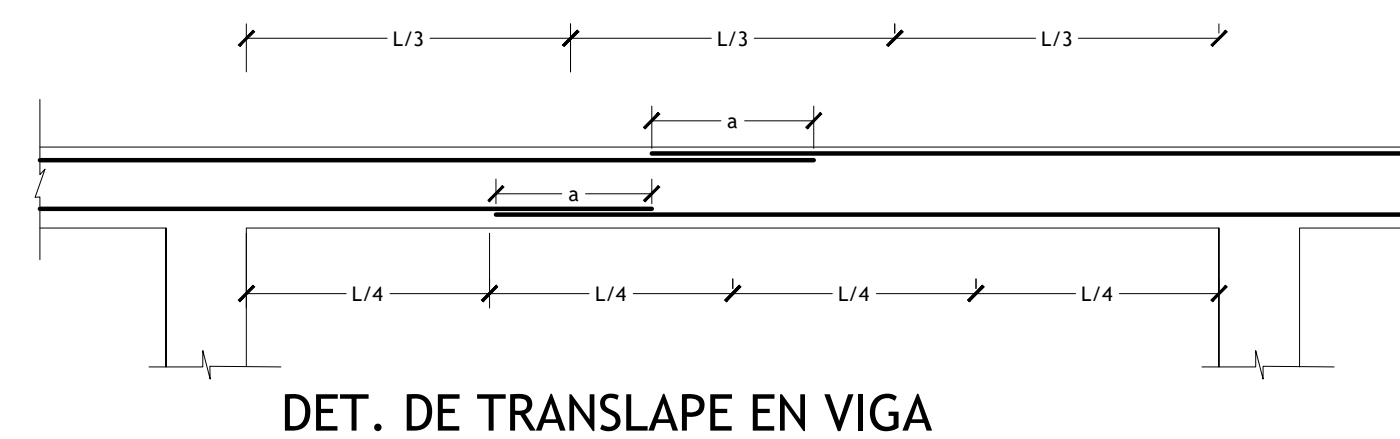 L/3 L/3 L/3
a
a
L/4 L/4 L/4 L/4
DET. DE TRANSLAPE EN VIGA